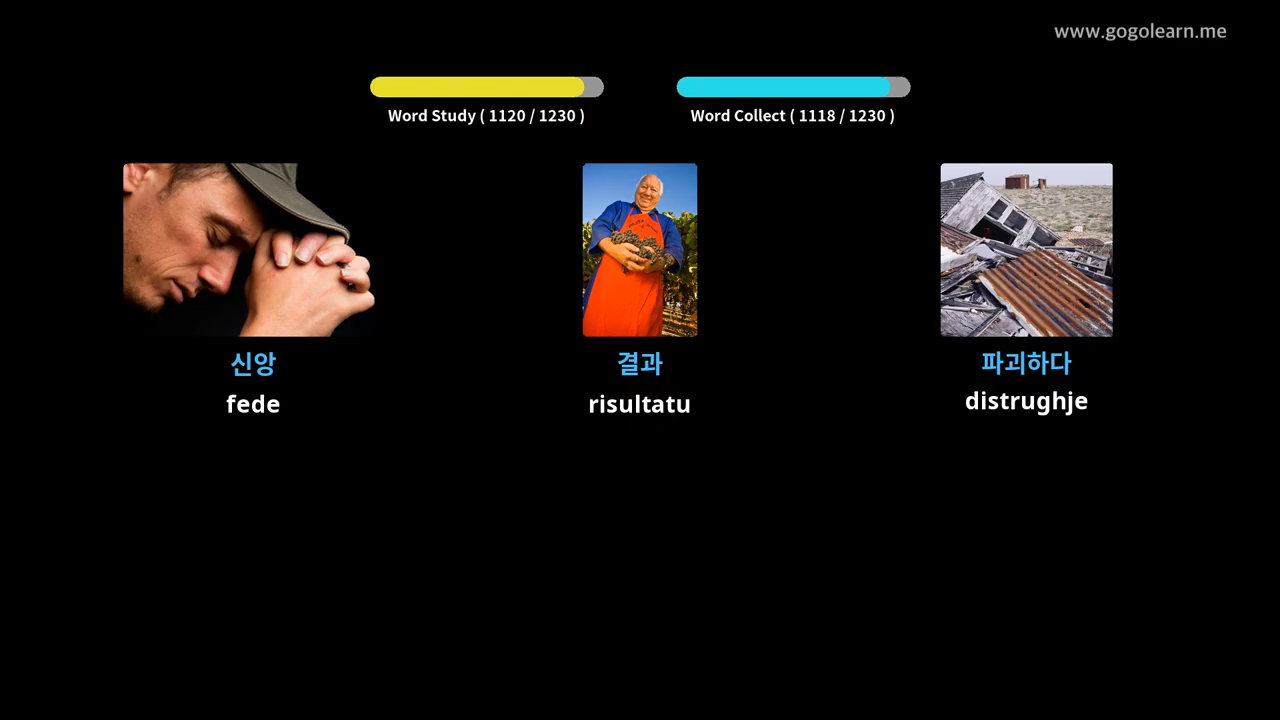 www.gogolearn.me
Word Study ( 1120 / 1230 )
Word Collect ( 1118 / 1230 )
신앙
fede
결과
risultatu
파괴하다
distrughje